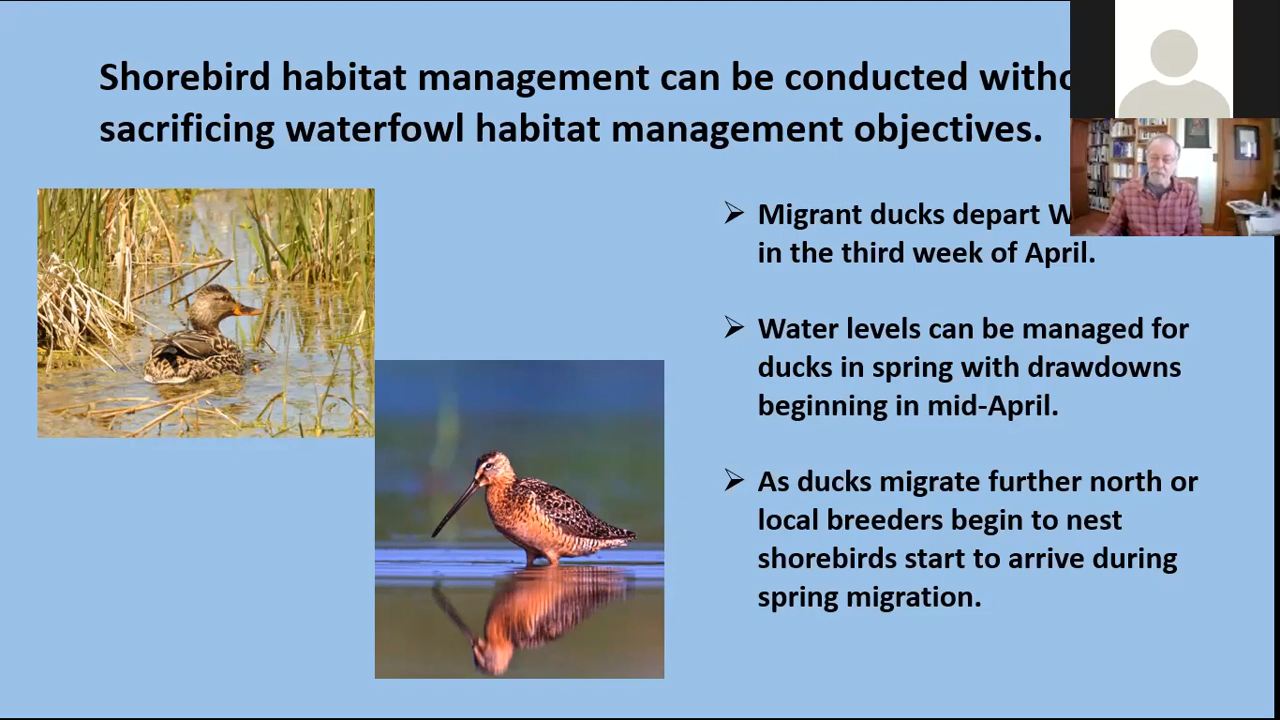 Shorebird habitat management can be conducted
sacrificing waterfowl habitat management objectives.
Migrant ducks depart
in the third week of April.
Water levels can be managed for
ducks in spring with drawdowns
beginning in mid-April.
As ducks migrate further north or
local breeders begin to nest
shorebirds start to arrive during
spring migration.